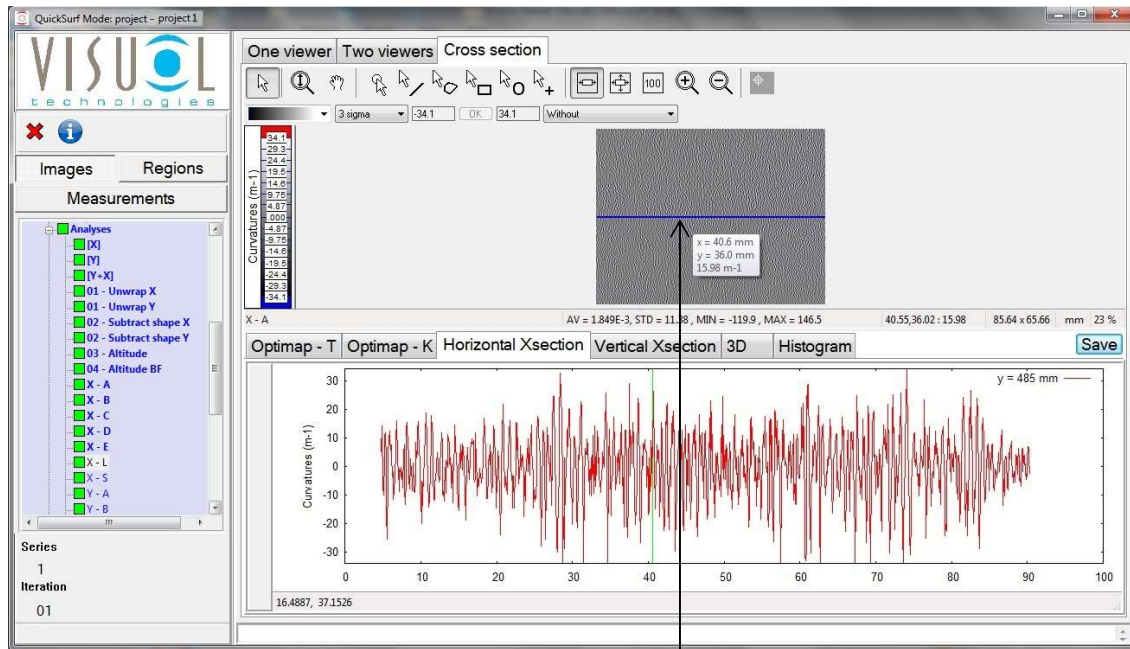 QuickSurf Mode: project - project1
VISUOL
technologies
Images Regions
Measurements
Analyses
[X]
[Y]
[Y+X]
01 - Unwrap X
01 - Unwrap Y
02 - Subtract shape X
02 - Subtract shape Y
03 - Altitude
04 - Altitude BF
X - A
X - B
X - C
X - D
X - E
X - L
X - S
Y - A
Y - B
Series
1
Iteration
01
One viewer Two viewers Cross section
100
3 sigma -34.1 OK 34.1 Without
Curvatures (m-1)
34.1
29.3
24.4
19.5
14.6
9.75
4.87
.000
-4.87
-9.75
-14.6
-19.5
-24.4
-29.3
-34.1
x = 40.6 mm
y = 36.0 mm
15.98 m-1
X - A AV = 1.849E-3, STD = 11.38 , MIN = -119.9 , MAX = 146.5 40.55,36.02 : 15.98 85.64 x 65.66 mm 23 %
Optimap - T Optimap - K Horizontal Xsection Vertical Xsection 3D Histogram Save
y = 485 mm
Curvatures (m-1)
30
20
10
0
-10
-20
-30
0 10 20 30 40 50 60 70 80 90 100
16.4887, 37.1526